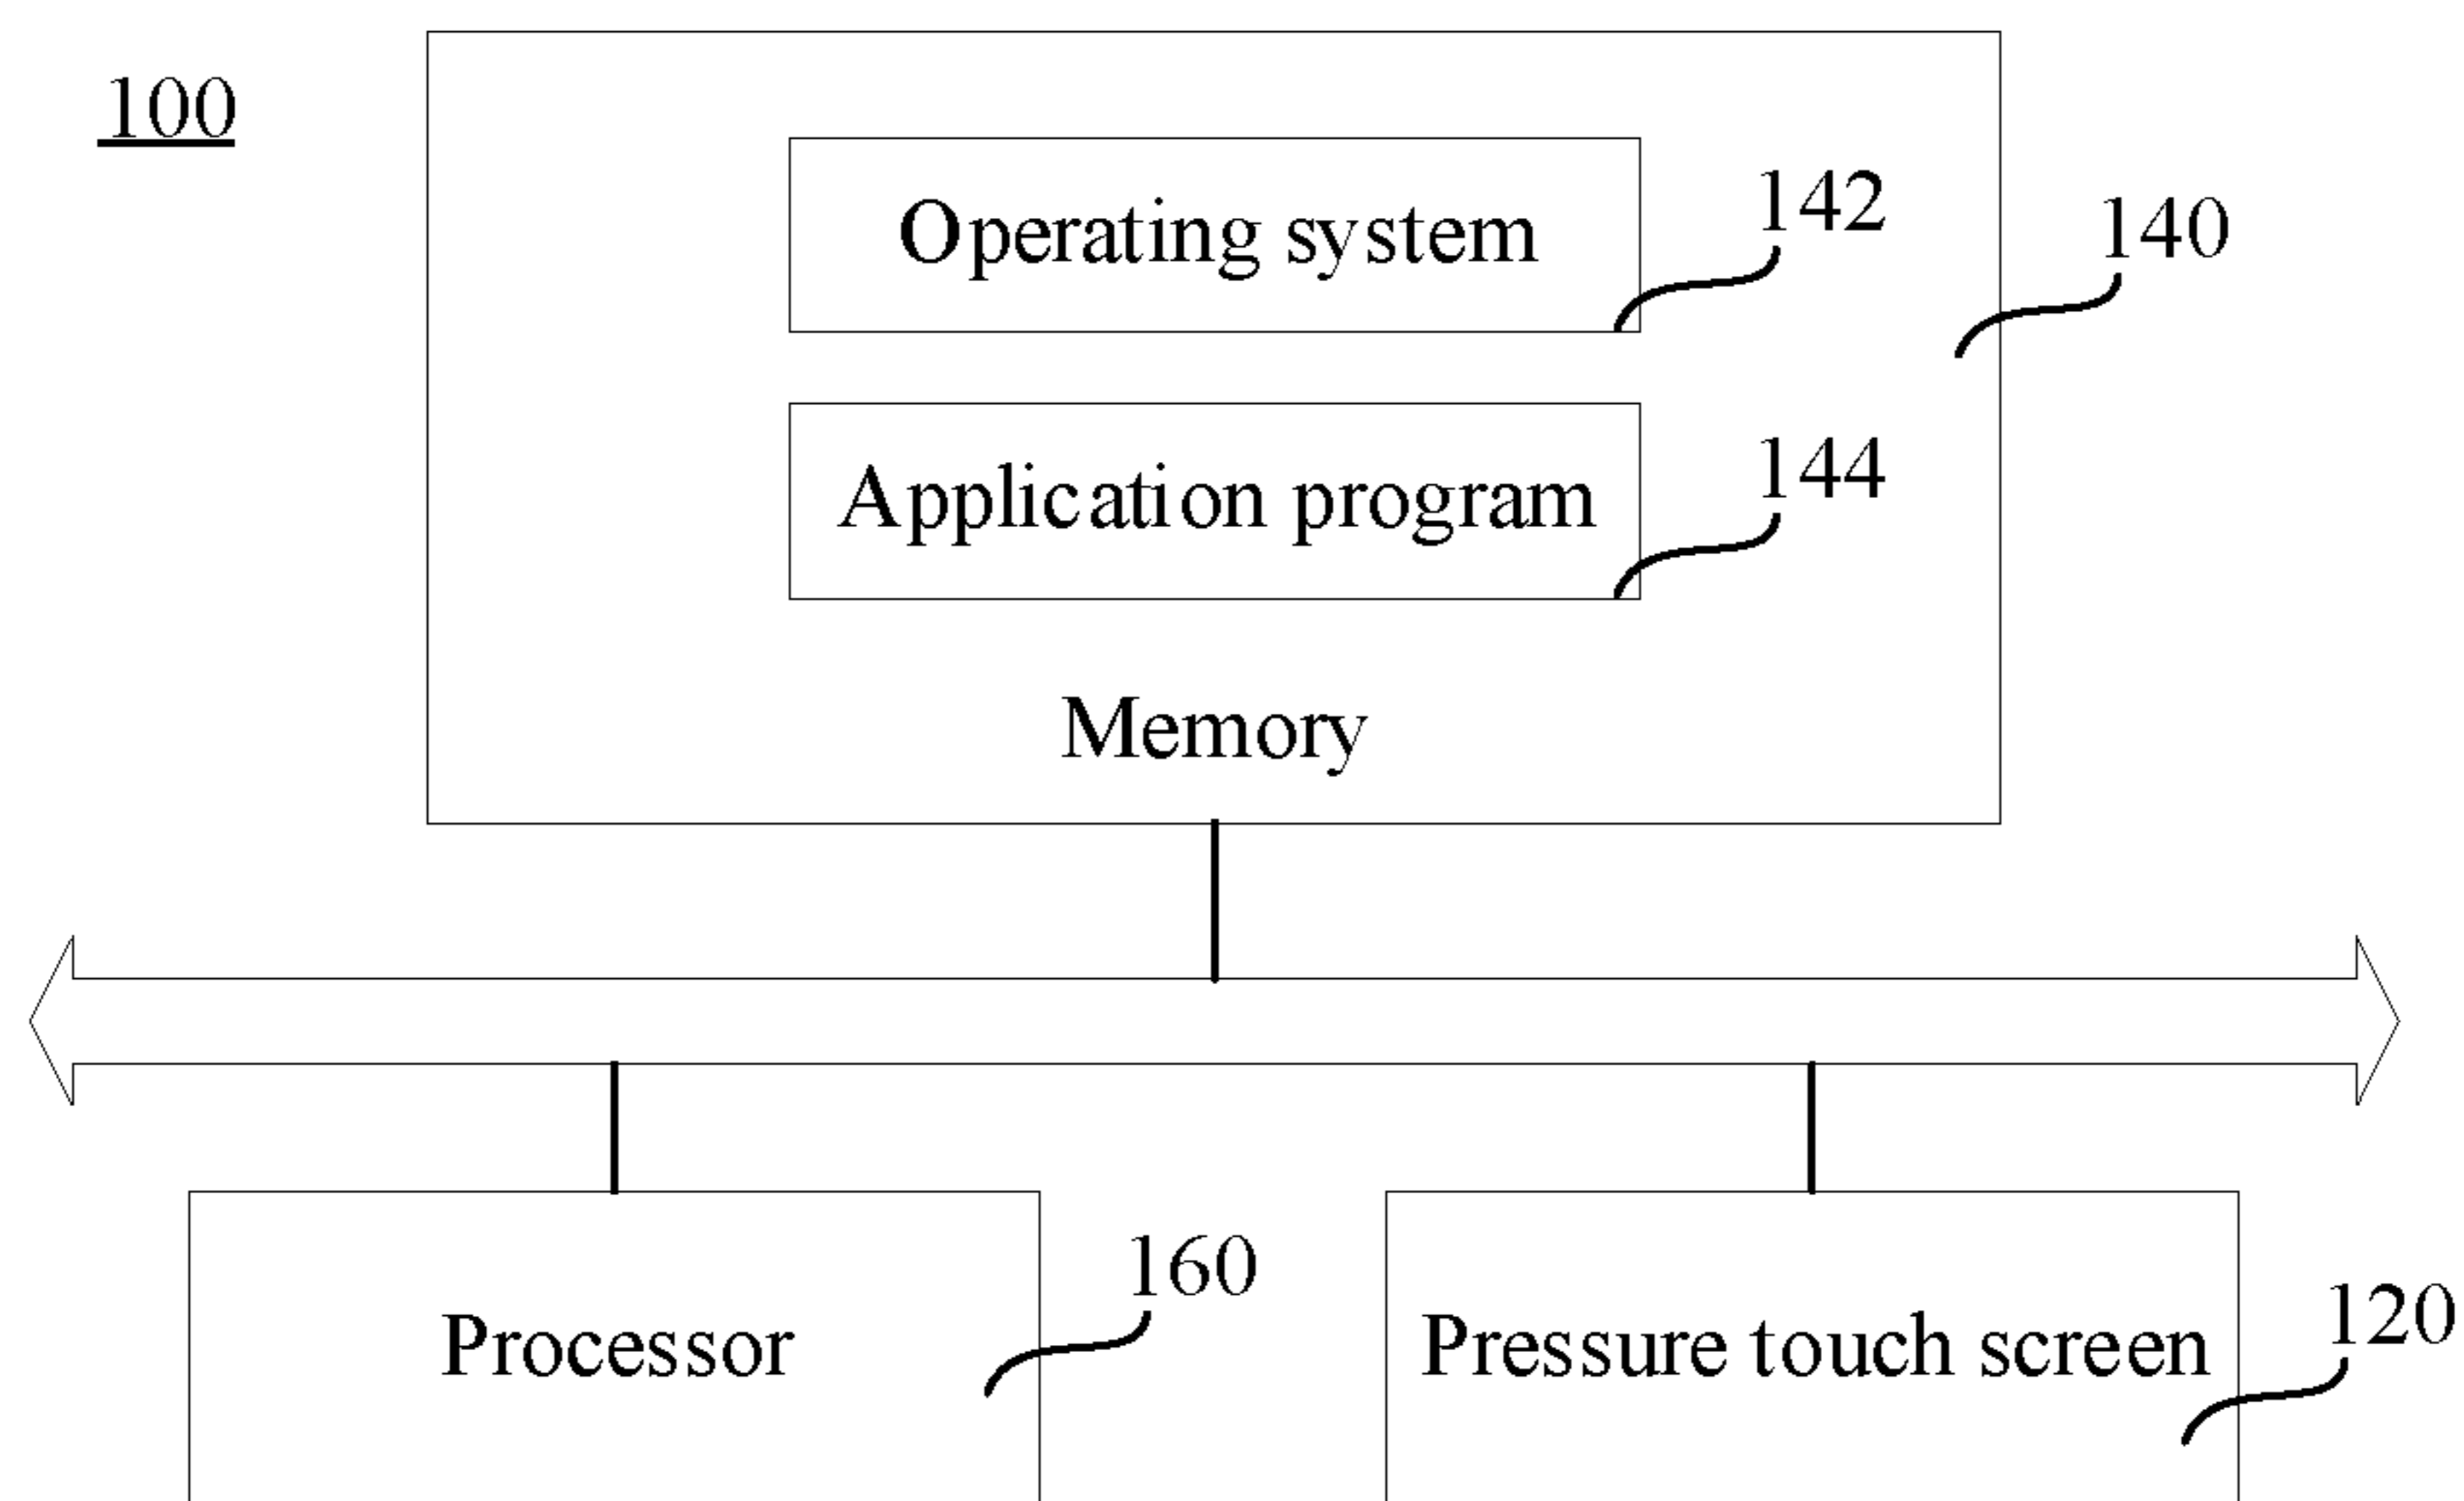 100
Operating system
142
140
Application program
144
Memory
160
Processor
120
Pressure touch screen